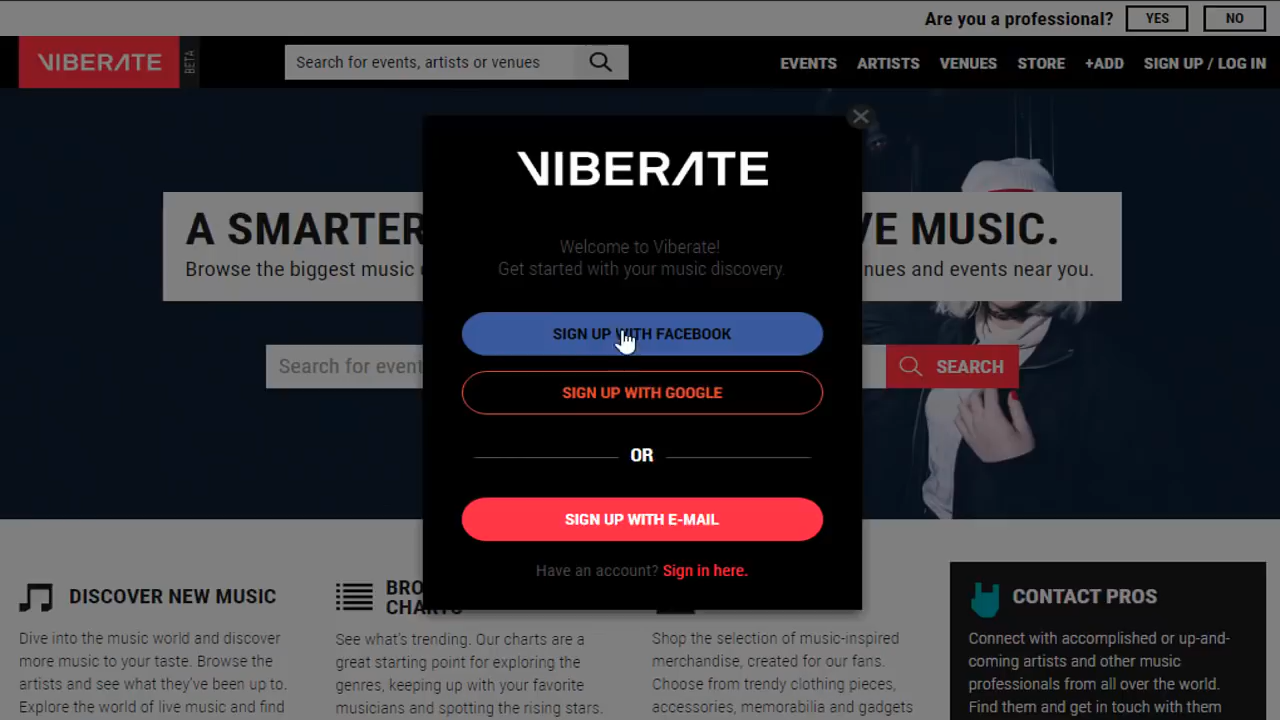 Are you a professional? YES NO
VIBERATE BETA Search for events, artists or venues EVENTS ARTISTS VENUES STORE +ADD SIGN UP / LOG IN
VIBERATE
A SMARTER VE MUSIC.
Browse the biggest music nues and events near you.
Welcome to Viberate!
Get started with your music discovery.
SIGN UP WITH FACEBOOK
Search for event SEARCH
SIGN UP WITH GOOGLE
OR
SIGN UP WITH E-MAIL
Have an account? Sign in here.
DISCOVER NEW MUSIC
Dive into the music world and discover
more music to your taste. Browse the
artists and see what they've been up to.
Explore the world of live music and find
BRO
CHARTS
See what's trending. Our charts are a
great starting point for exploring the
genres, keeping up with your favorite
musicians and spotting the rising stars.
Shop the selection of music-inspired
merchandise, created for our fans.
Choose from trendy clothing pieces,
accessories, memorabilia and gadgets
CONTACT PROS
Connect with accomplished or up-and-
coming artists and other music
professionals from all over the world.
Find them and get in touch with them